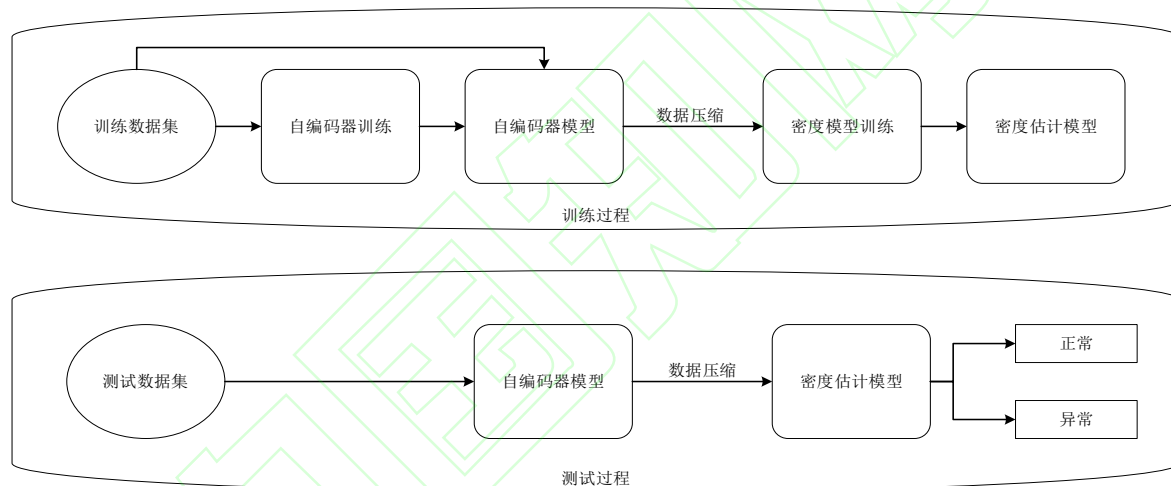 训练数据集
自编码器训练
自编码器模型
数据压缩
密度模型训练
密度估计模型
训练过程
测试数据集
自编码器模型
数据压缩
密度估计模型
正常
异常
测试过程